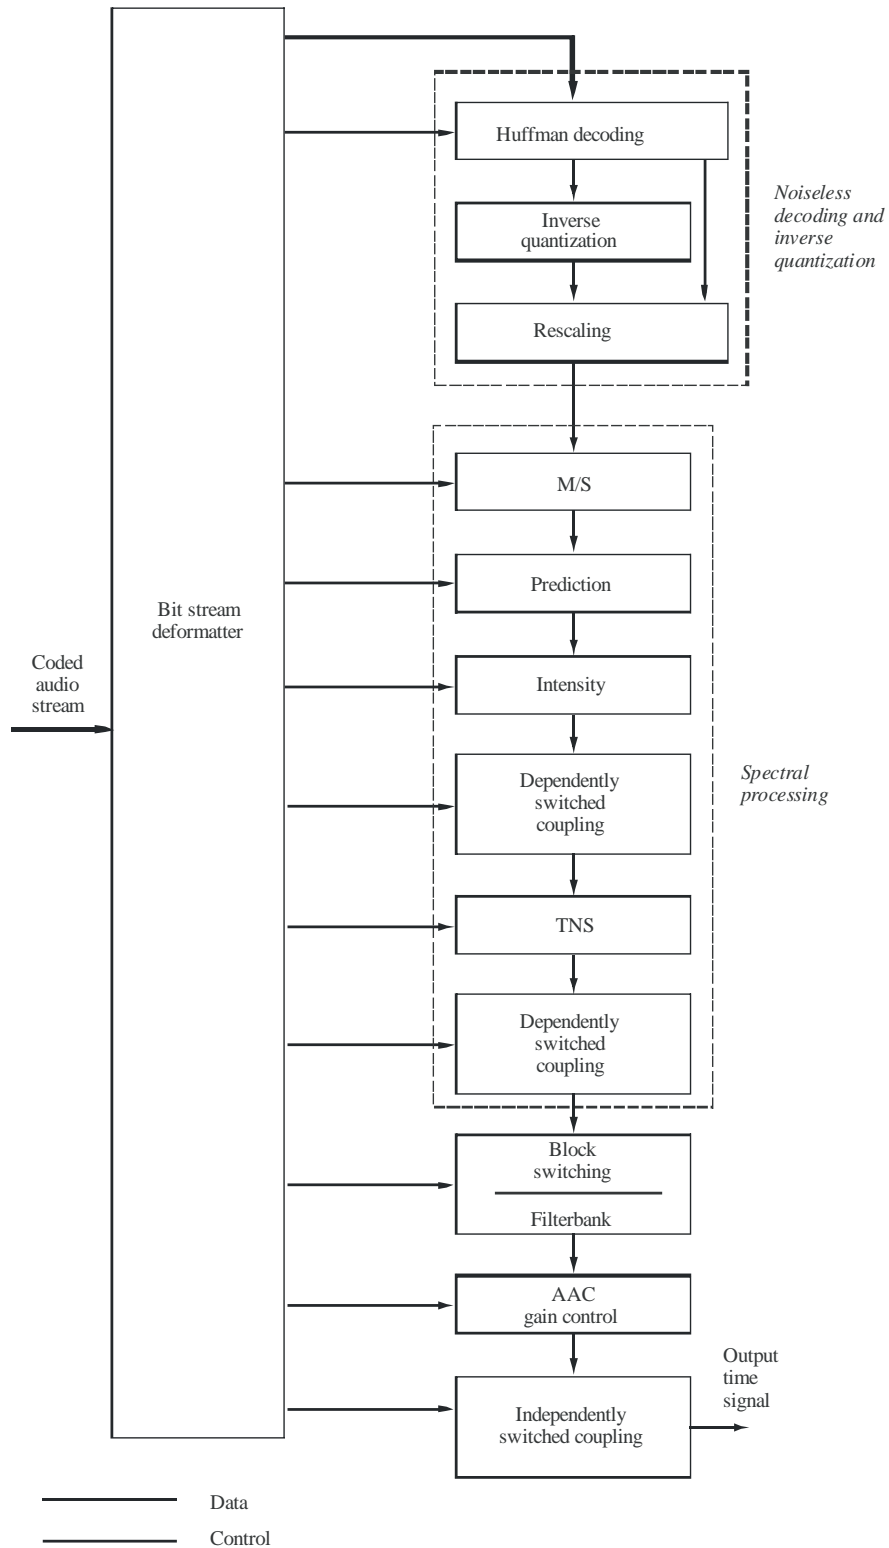 Huffman decoding
Noiseless
decoding and
inverse
quantization
Inverse
quantization
Rescaling
M/S
Prediction
Bit stream
deformatter
Coded
audio
stream
Intensity
Dependently
switched
coupling
Spectral
processing
TNS
Dependently
switched
coupling
Block
switching
Filterbank
AAC
gain control
Output
time
signal
Independently
switched coupling
Data
Control